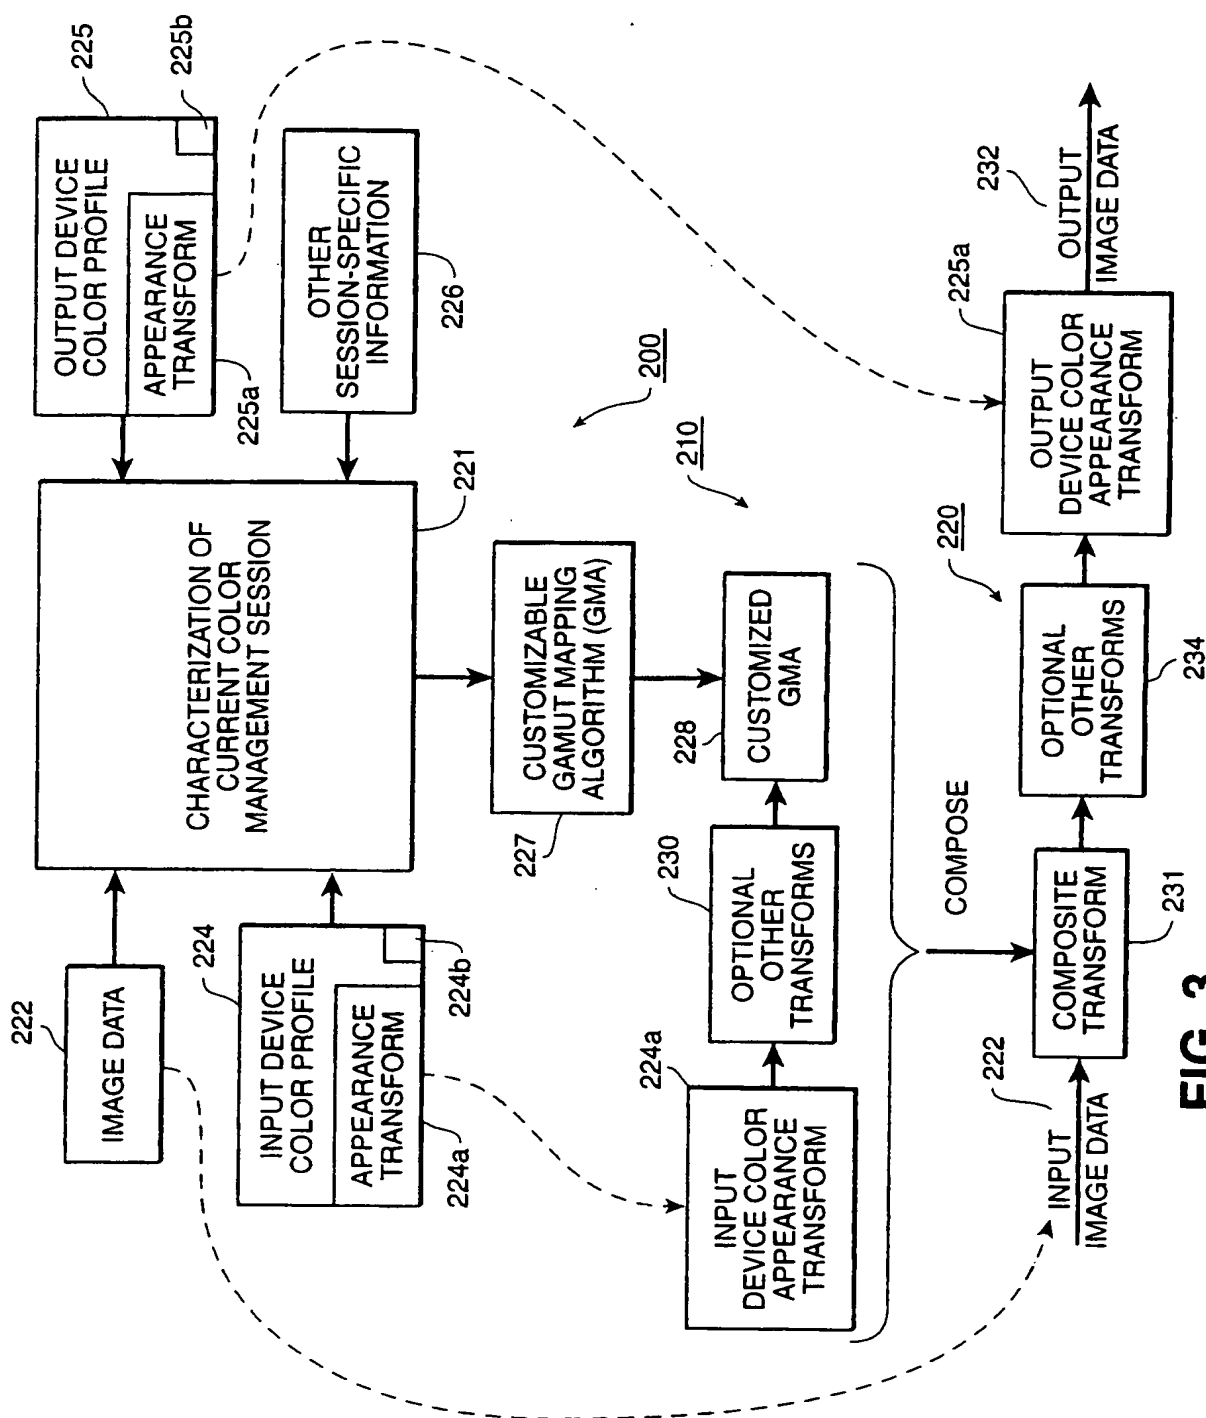 222
IMAGE DATA
224
INPUT DEVICE
COLOR PROFILE
APPEARANCE
TRANSFORM
224a
224b
CHARACTERIZATION OF
CURRENT COLOR
MANAGEMENT SESSION
221
225
OUTPUT DEVICE
COLOR PROFILE
APPEARANCE
TRANSFORM
225a
225b
OTHER
SESSION-SPECIFIC
INFORMATION
226
200
CUSTOMIZABLE
GAMUT MAPPING
ALGORITHM (GMA)
227
210
224a
INPUT
DEVICE COLOR
APPEARANCE
TRANSFORM
230
OPTIONAL
OTHER
TRANSFORMS
228
CUSTOMIZED
GMA
COMPOSE
220
222
INPUT
IMAGE DATA
COMPOSITE
TRANSFORM
231
OPTIONAL
OTHER
TRANSFORMS
234
225a
OUTPUT
DEVICE COLOR
APPEARANCE
TRANSFORM
232
OUTPUT
IMAGE DATA
FIG. 3